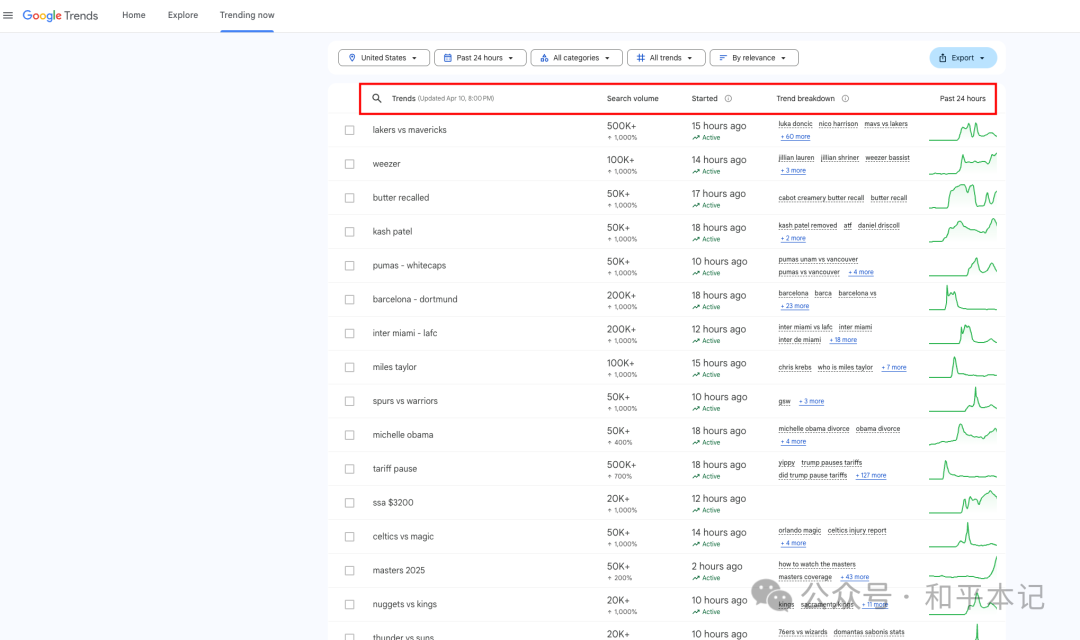 Google Trends Home Explore Trending now
United States Past 24 hours All categories All trends By relevance Export
Trends (Updated Apr 10, 8:00 PM) Search volume Started Trend breakdown Past 24 hours
lakers vs mavericks 500K+ 15 hours ago luka doncic nico harrison mavs vs lakers
↑ 1,000% Active + 60 more
weezer 100K+ 14 hours ago jillian lauren jillian shriner weezer bassist
↑ 1,000% Active + 3 more
butter recalled 50K+ 17 hours ago cabot creamery butter recall butter recall
↑ 1,000% Active
kash patel 50K+ 18 hours ago kash patel removed atf daniel driscoll
↑ 1,000% Active + 2 more
pumas - whitecaps 50K+ 10 hours ago pumas unam vs vancouver
↑ 1,000% Active pumas vs vancouver + 4 more
barcelona - dortmund 200K+ 18 hours ago barcelona barca barcelona vs
↑ 1,000% Active + 23 more
inter miami - lafc 200K+ 12 hours ago inter miami vs lafc inter miami
↑ 1,000% Active inter de miami + 18 more
miles taylor 100K+ 15 hours ago chris krebs who is miles taylor + 7 more
↑ 1,000% Active
spurs vs warriors 50K+ 10 hours ago gsw + 3 more
↑ 1,000% Active
michelle obama 50K+ 18 hours ago michelle obama divorce obama divorce
↑ 400% Active + 4 more
tariff pause 500K+ 18 hours ago yippy trump pauses tariffs
↑ 700% Active did trump pause tariffs + 127 more
ssa $3200 20K+ 12 hours ago
↑ 1,000% Active
celtics vs magic 50K+ 14 hours ago orlando magic celtics injury report
↑ 1,000% Active + 4 more
masters 2025 50K+ 2 hours ago how to watch the masters
↑ 200% Active masters coverage + 43 more
nuggets vs kings 20K+ 10 hours ago kings sacramento kings + 11 more
↑ 1,000% Active
公众号 · 和平本记
thunder vs suns 20K+ 10 hours ago 76ers vs wizards domantas sabonis stats